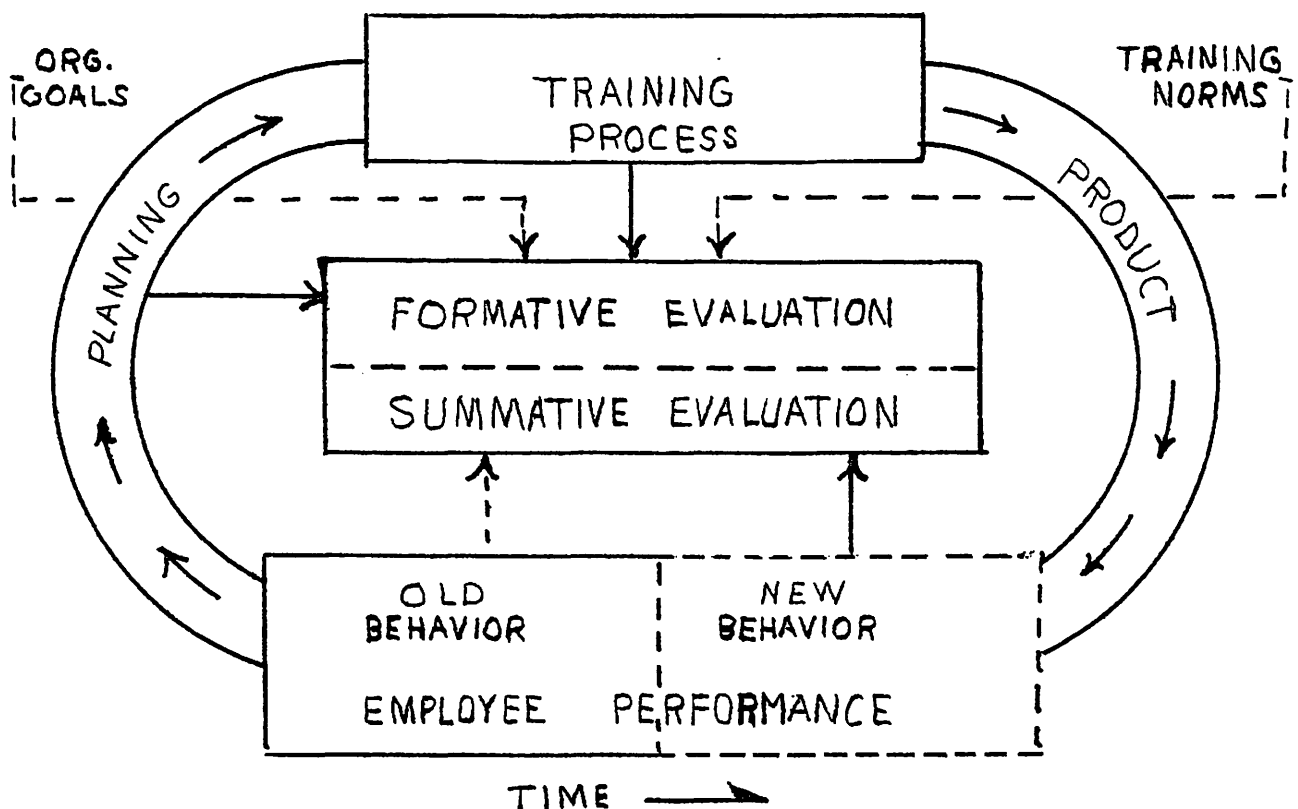 ORG.
GOALS
TRAINING
PROCESS
TRAINING
NORMS
PLANNING
PRODUCT
FORMATIVE EVALUATION
SUMMATIVE EVALUATION
OLD
BEHAVIOR
NEW
BEHAVIOR
EMPLOYEE PERFORMANCE
TIME